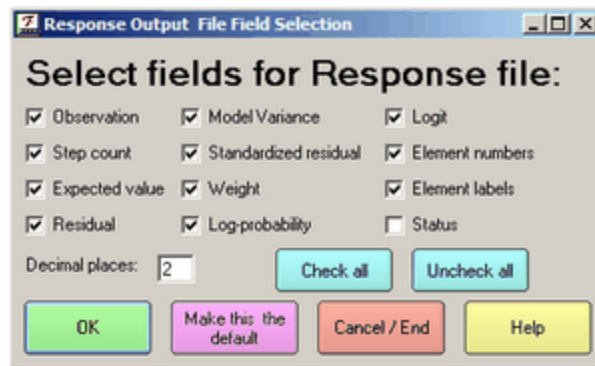 Response Output File Field Selection
Select fields for Response file:
Observation Model Variance Logit
Step count Standardized residual Element numbers
Expected value Weight Element labels
Residual Log-probability Status
Decimal places: 2 Check all Uncheck all
OK Make this the default Cancel / End Help